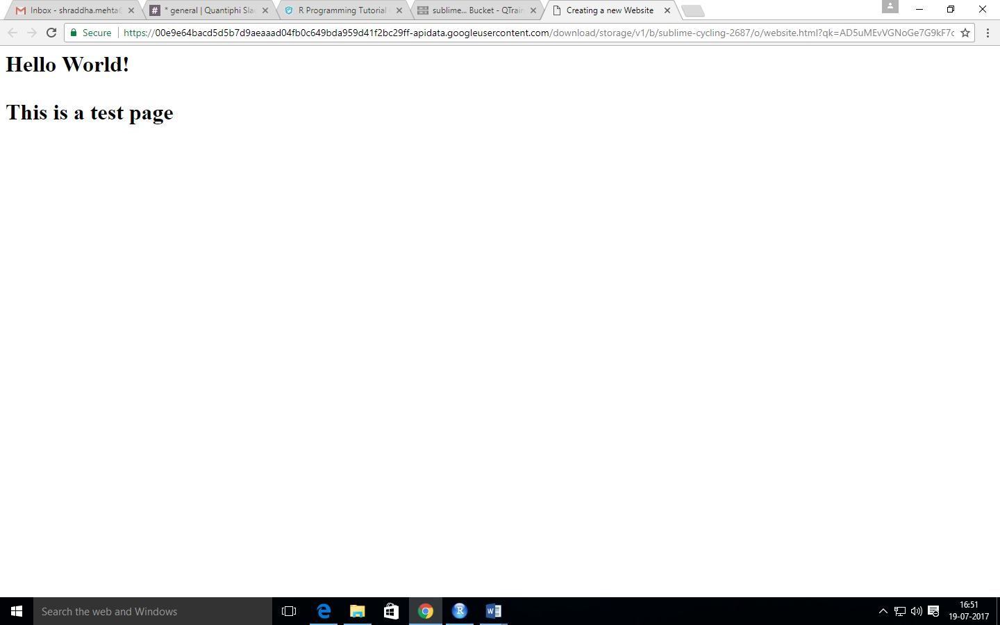 Inbox - shraddha.mehta
* general | Quantiphi Sla
R Programming Tutorial
sublime... Bucket - QTrain
Creating a new Website
Secure
https://00e9e64bacd5d5b7d9aeaaad04fb0c649bda959d41f2bc29ff-apidata.googleusercontent.com/download/storage/v1/b/sublime-cycling-2687/o/website.html?qk=AD5uMEvVGNoGe7G9kF7c
Hello World!
This is a test page
Search the web and Windows
16:51
19-07-2017